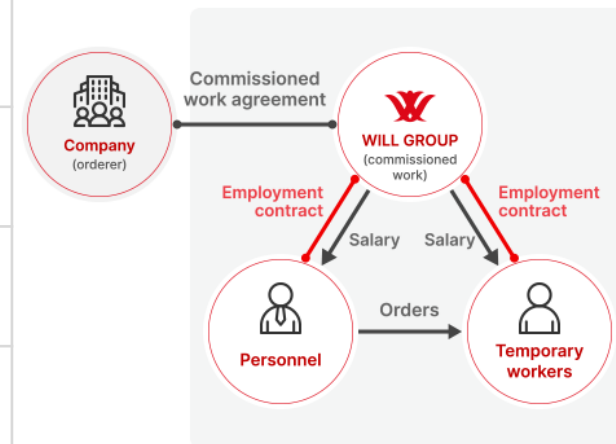 Commissioned
work agreement
Company
(orderer)
WILL GROUP
(commissioned
work)
Employment
contract
Employment
contract
Salary
Salary
Orders
Personnel
Temporary
workers